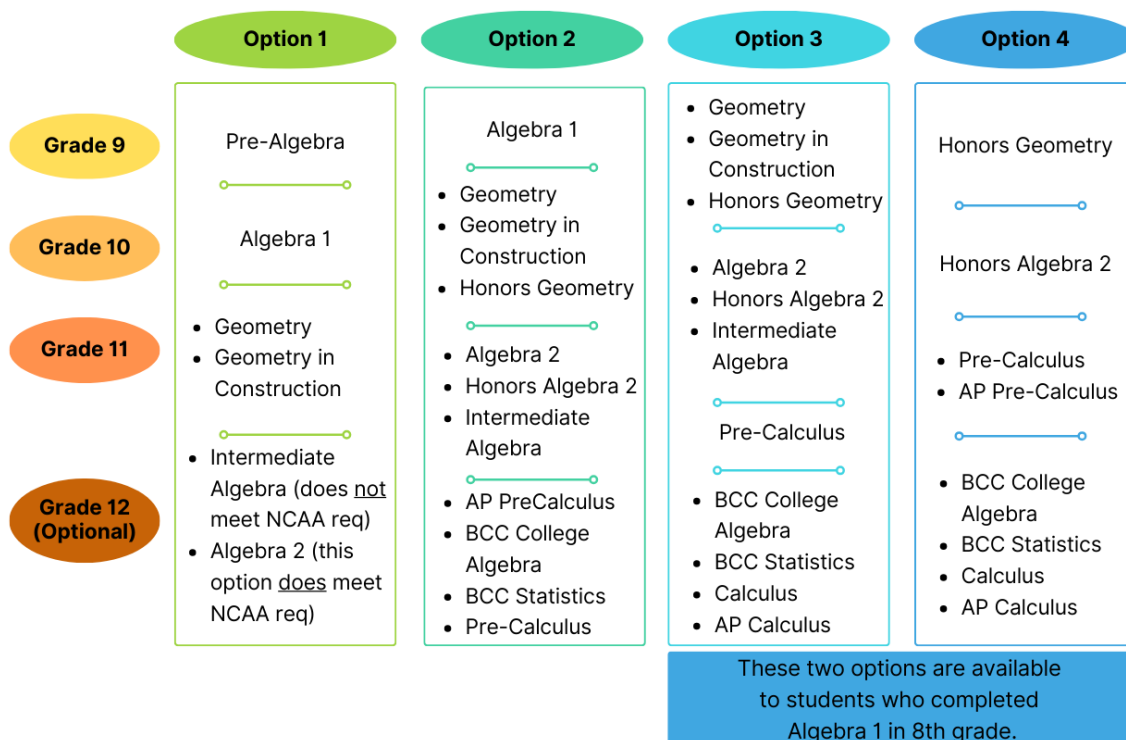 Option 1
Option 2
Option 3
Option 4
Grade 9
Grade 10
Grade 11
Grade 12
(Optional)
Pre-Algebra
Algebra 1
• Geometry
• Geometry in
Construction
• Intermediate
Algebra (does not
meet NCAA req)
• Algebra 2 (this
option does meet
NCAA req)
Algebra 1
• Geometry
• Geometry in
Construction
• Honors Geometry
• Algebra 2
• Honors Algebra 2
• Intermediate
Algebra
• AP PreCalculus
• BCC College
Algebra
• BCC Statistics
• Pre-Calculus
• Geometry
• Geometry in
Construction
• Honors Geometry
• Algebra 2
• Honors Algebra 2
• Intermediate
Algebra
Pre-Calculus
• BCC College
Algebra
• BCC Statistics
• Calculus
• AP Calculus
Honors Geometry
Honors Algebra 2
• Pre-Calculus
• AP Pre-Calculus
• BCC College
Algebra
• BCC Statistics
• Calculus
• AP Calculus
These two options are available
to students who completed
Algebra 1 in 8th grade.